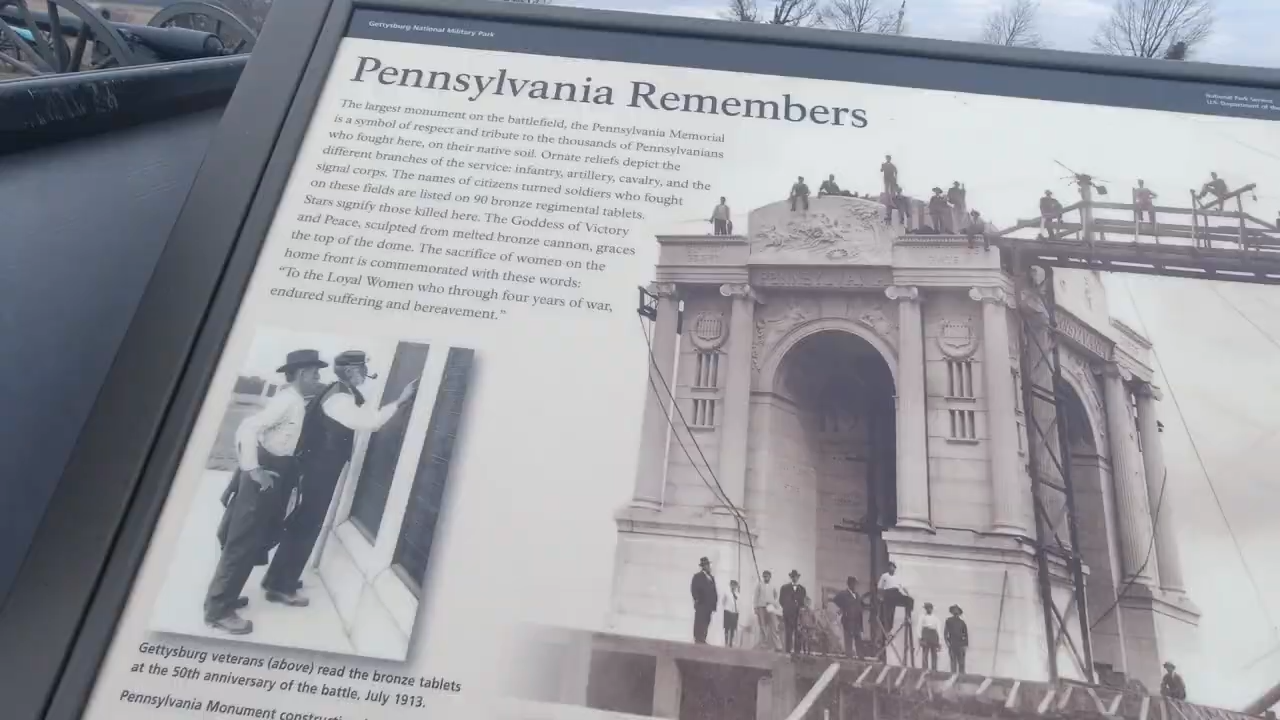 Gettysburg National Military Park
National Park Service
U.S. Department of the
Pennsylvania Remembers
The largest monument on the battlefield, the Pennsylvania Memorial
is a symbol of respect and tribute to the thousands of Pennsylvanians
who fought here, on their native soil. Ornate reliefs depict the
different branches of the service: infantry, artillery, cavalry, and the
signal corps. The names of citizens turned soldiers who fought
on these fields are listed on 90 bronze regimental tablets.
Stars signify those killed here. The Goddess of Victory
and Peace, sculpted from melted bronze cannon, graces
the top of the dome. The sacrifice of women on the
home front is commemorated with these words:
“To the Loyal Women who through four years of war,
endured suffering and bereavement.”
PENNSYLVANIA
Gettysburg veterans (above) read the bronze tablets
at the 50th anniversary of the battle, July 1913.
Pennsylvania Monument